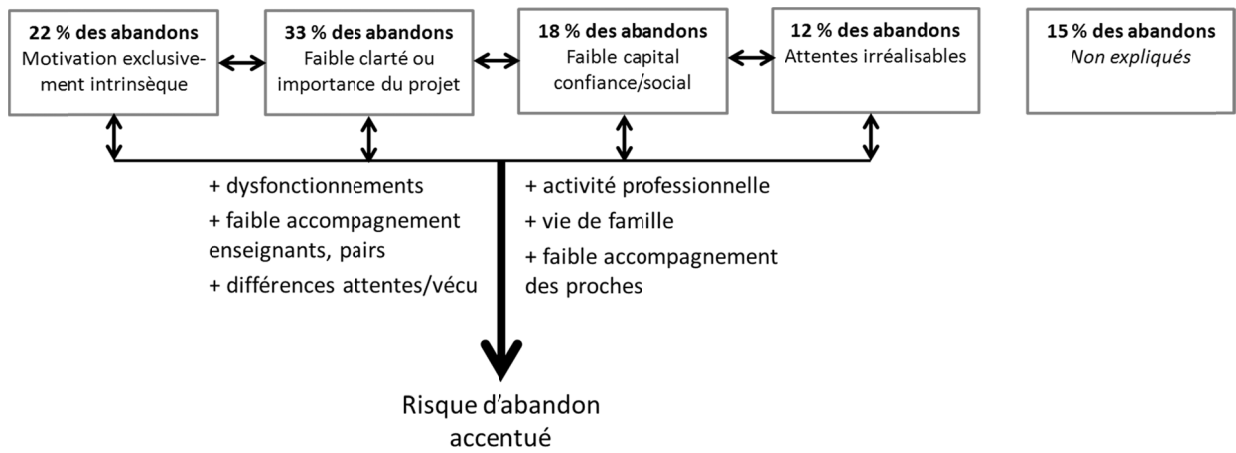 22 % des abandons
Motivation exclusive-
ment intrinsèque
33 % des abandons
Faible clarté ou
importance du projet
18 % des abandons
Faible capital
confiance/social
12 % des abandons
Attentes irréalisables
15 % des abandons
Non expliqués
+ dysfonctionnements
+ faible accompagnement
enseignants, pairs
+ différences attentes/vécu
+ activité professionnelle
+ vie de famille
+ faible accompagnement
des proches
Risque d'abandon
accentué